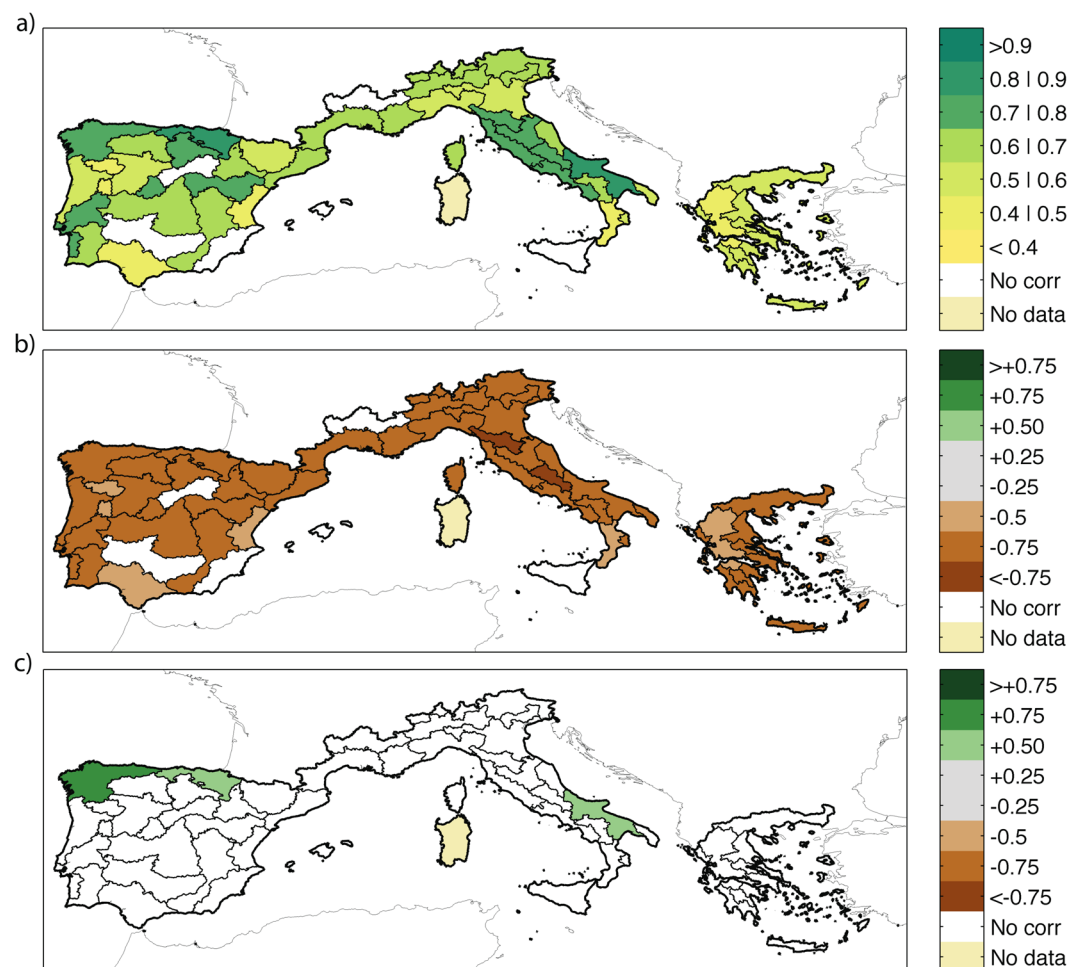 a)
>0.9
0.8 | 0.9
0.7 | 0.8
0.6 | 0.7
0.5 | 0.6
0.4 | 0.5
< 0.4
No corr
No data
b)
>+0.75
+0.75
+0.50
+0.25
-0.25
-0.5
-0.75
<-0.75
No corr
No data
c)
>+0.75
+0.75
+0.50
+0.25
-0.25
-0.5
-0.75
<-0.75
No corr
No data